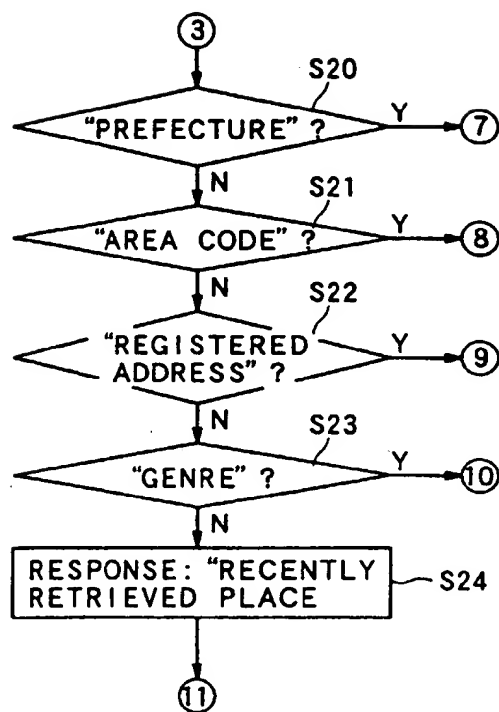 3
S20
"PREFECTURE" ?
Y
7
N
S21
"AREA CODE" ?
Y
8
N
S22
"REGISTERED
ADDRESS" ?
Y
9
N
S23
"GENRE" ?
Y
10
N
RESPONSE: "RECENTLY
RETRIEVED PLACE
S24
11